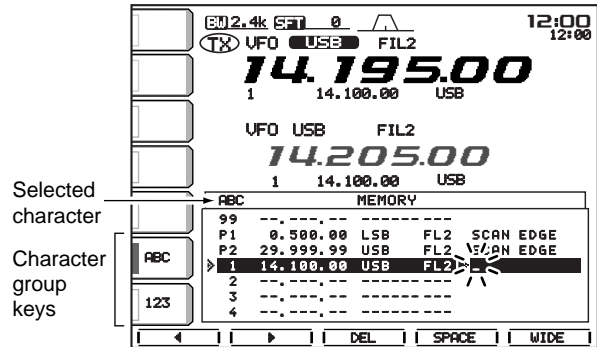 BW 2.4k SFT 0 12:00
12:00
TX VFO USB FIL2
14.195.00
1 14.100.00 USB
VFO USB FIL2
14.205.00
1 14.100.00 USB
Selected character
ABC MEMORY
99 --.---.--
P1 0.500.00 LSB FL2 SCAN EDGE
P2 29.999.99 USB FL2 SCAN EDGE
1 14.100.00 USB FL2 _
2 --.---.--
3 --.---.--
4 --.---.--
Character group keys
ABC
123
DEL SPACE WIDE